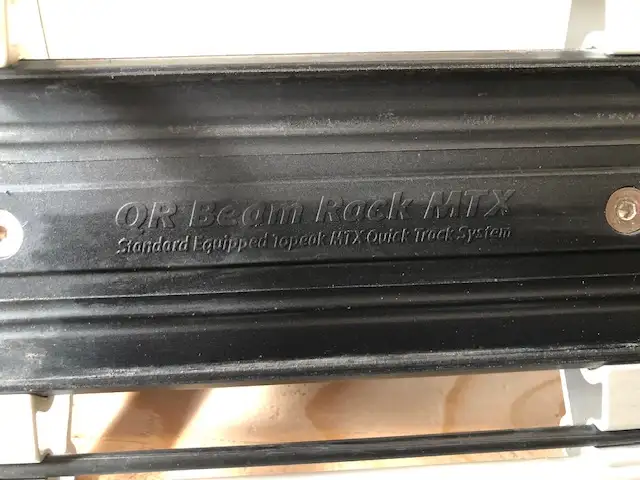 QR Beam Rack MTX
Standard Equipped Topeak MTX Quick Track System